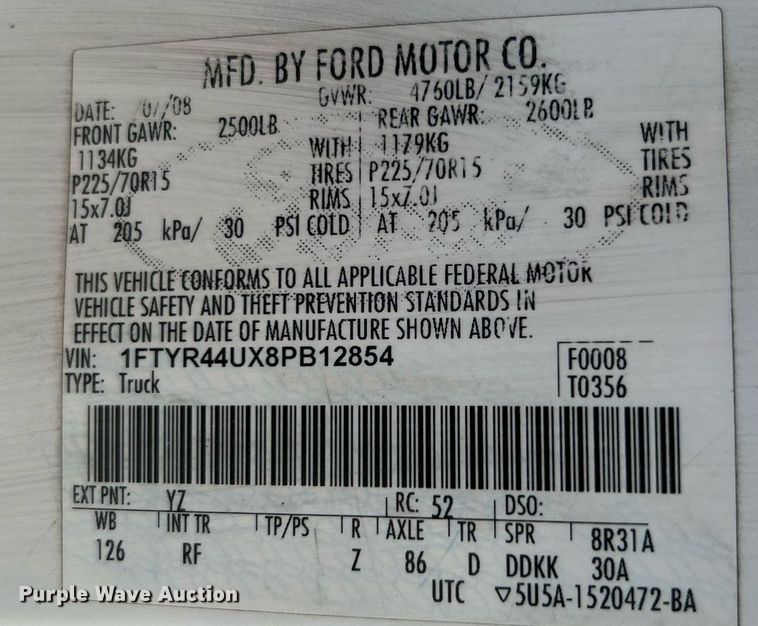 MFD. BY FORD MOTOR CO.
DATE: 07/08 GVWR: 4760LB/ 2159KG
FRONT GAWR: 2500LB REAR GAWR: 2600LB
1134KG WITH 1179KG WITH
P225/70R15 TIRES P225/70R15 TIRES
15x7.0J RIMS 15x7.0J RIMS
AT 205 kPa/ 30 PSI COLD AT 205 kPa/ 30 PSI COLD
THIS VEHICLE CONFORMS TO ALL APPLICABLE FEDERAL MOTOR
VEHICLE SAFETY AND THEFT PREVENTION STANDARDS IN
EFFECT ON THE DATE OF MANUFACTURE SHOWN ABOVE.
VIN: 1FTYR44UX8PB12854 F0008
TYPE: Truck T0356
EXT PNT: YZ RC: 52 DSO:
WB INT TR TP/PS R AXLE TR SPR 8R31A
126 RF Z 86 D DDKK 30A
UTC ▽5U5A-1520472-BA
Purple Wave Auction